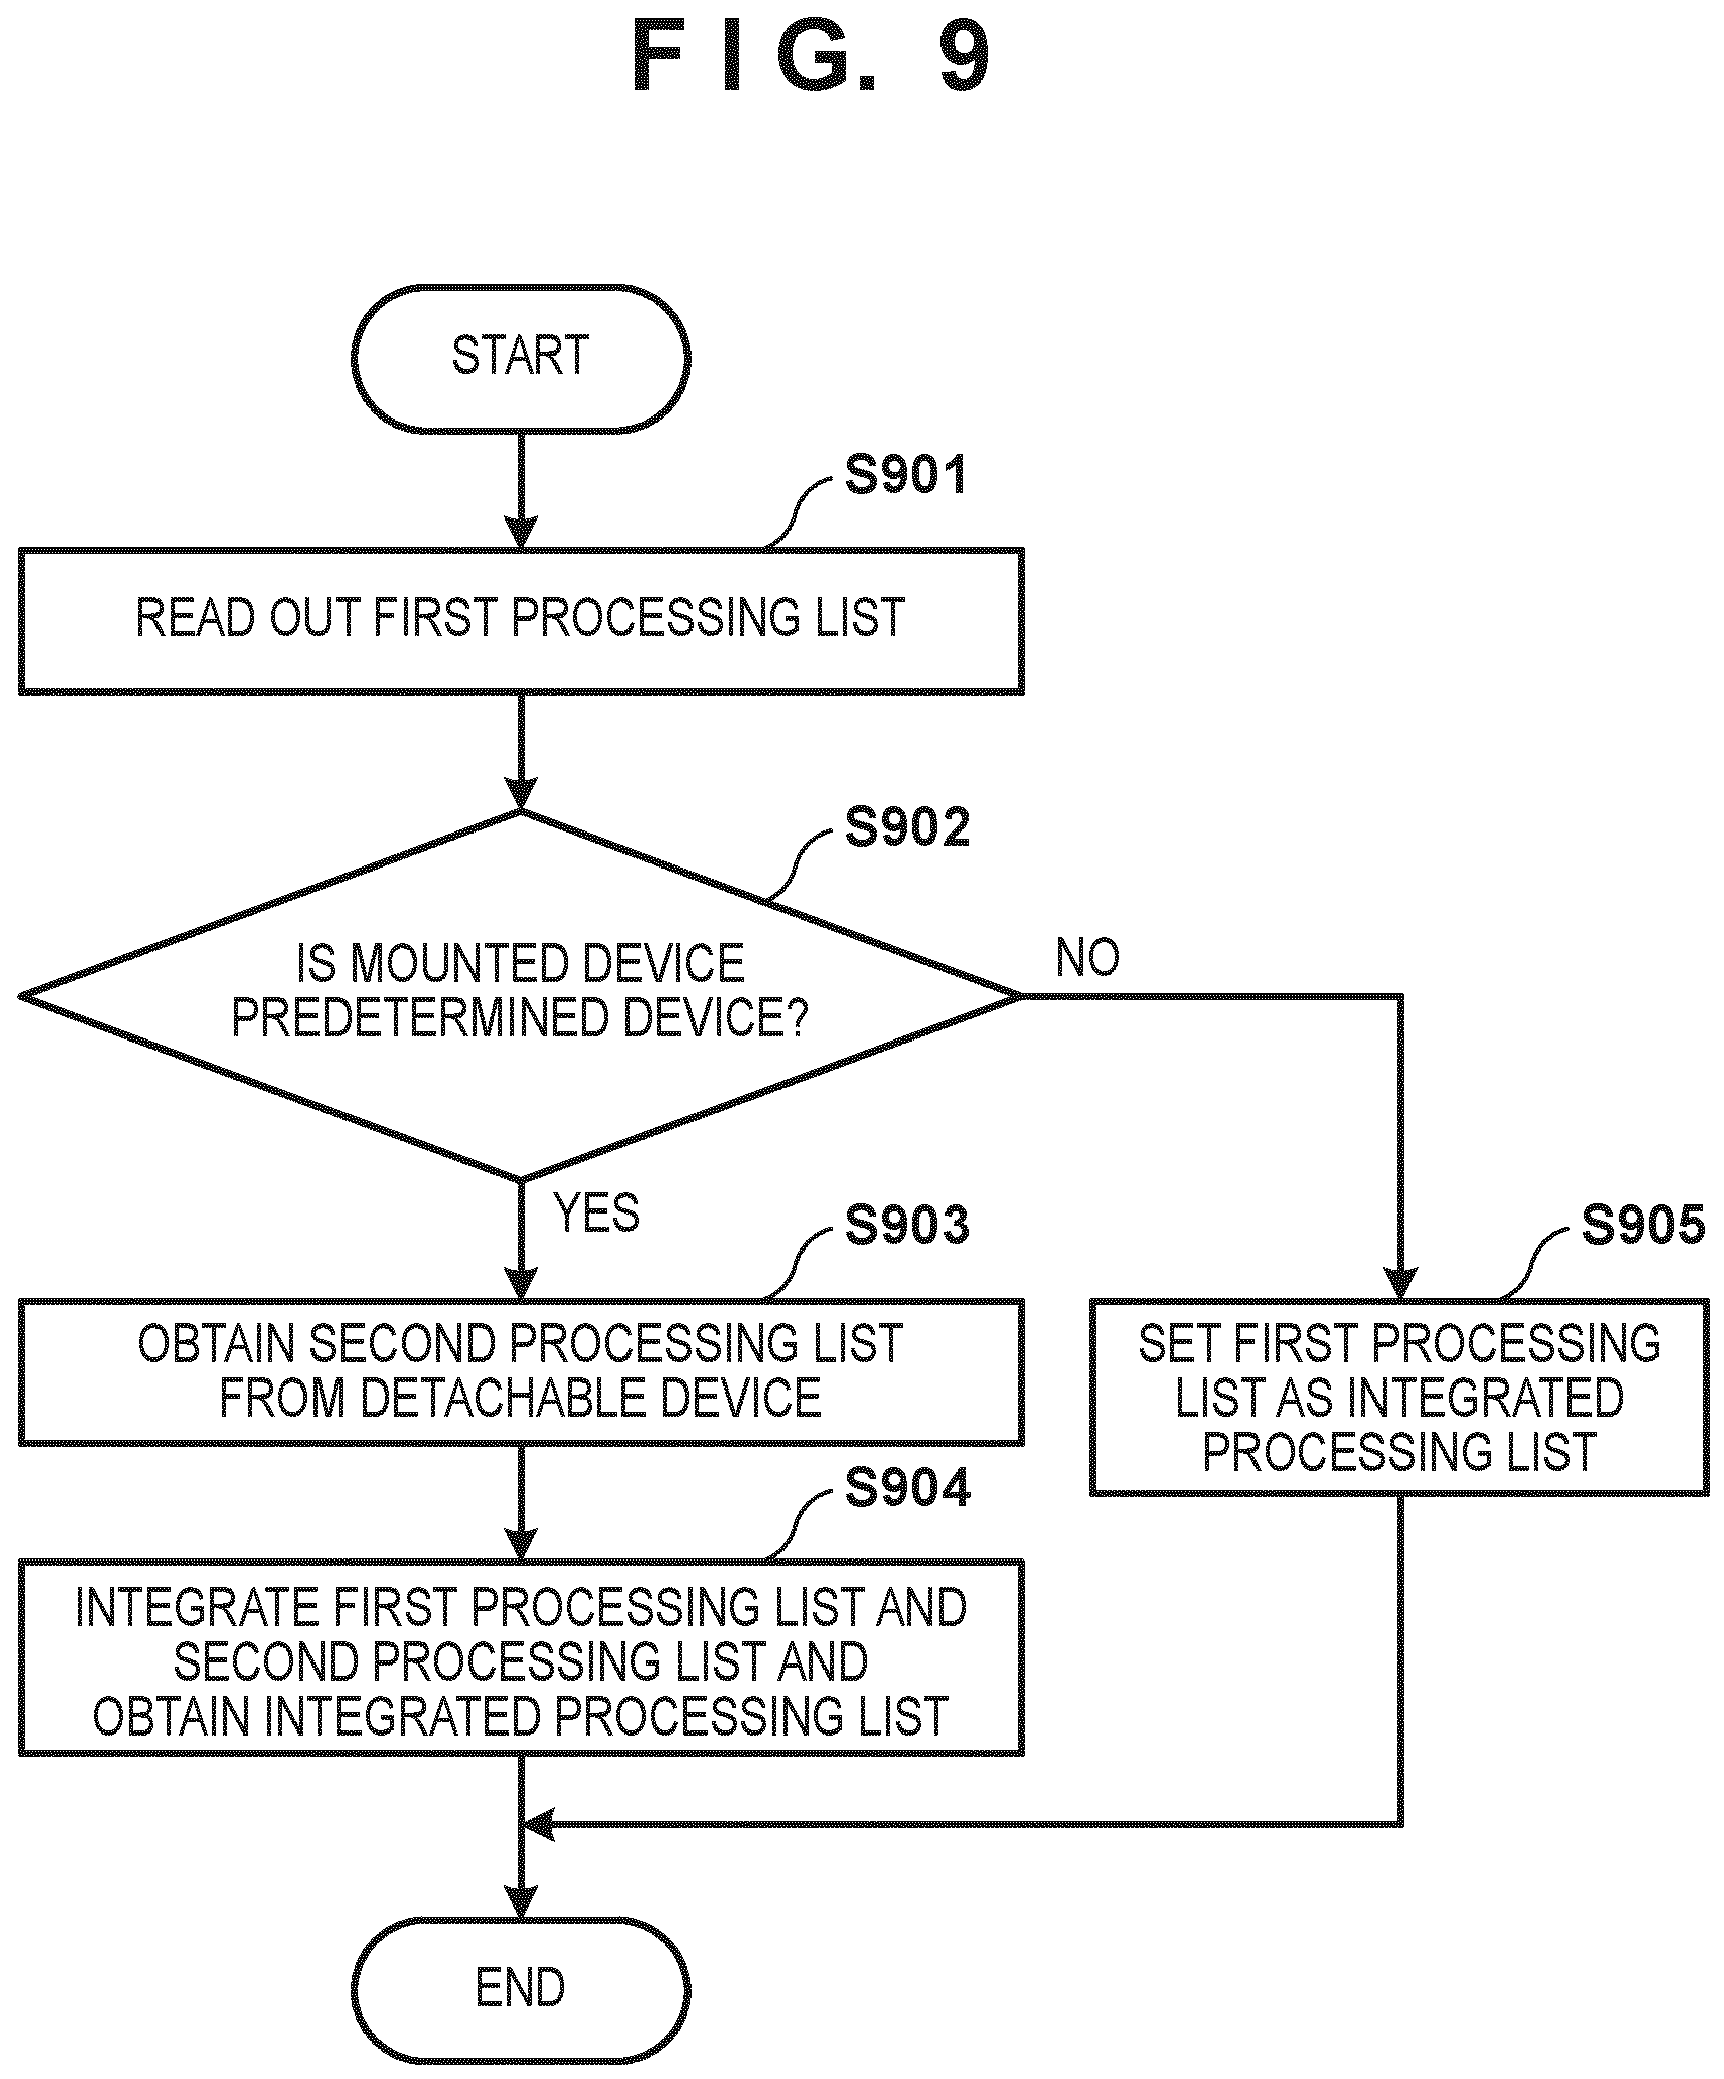 FIG. 9
START
S901
READ OUT FIRST PROCESSING LIST
S902
IS MOUNTED DEVICE
PREDETERMINED DEVICE?
NO
YES
S903
OBTAIN SECOND PROCESSING LIST
FROM DETACHABLE DEVICE
S905
SET FIRST PROCESSING
LIST AS INTEGRATED
PROCESSING LIST
S904
INTEGRATE FIRST PROCESSING LIST AND
SECOND PROCESSING LIST AND
OBTAIN INTEGRATED PROCESSING LIST
END